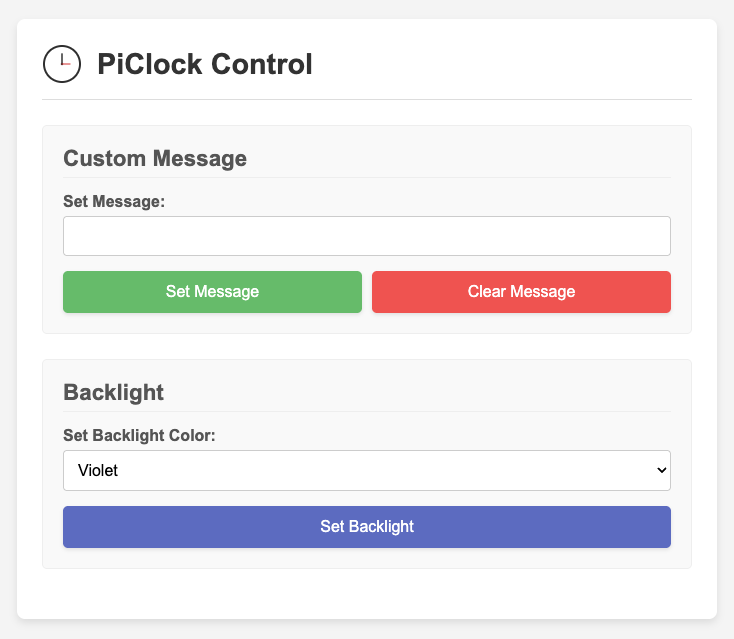 PiClock Control
Custom Message
Set Message:
Set Message Clear Message
Backlight
Set Backlight Color:
Violet
Set Backlight